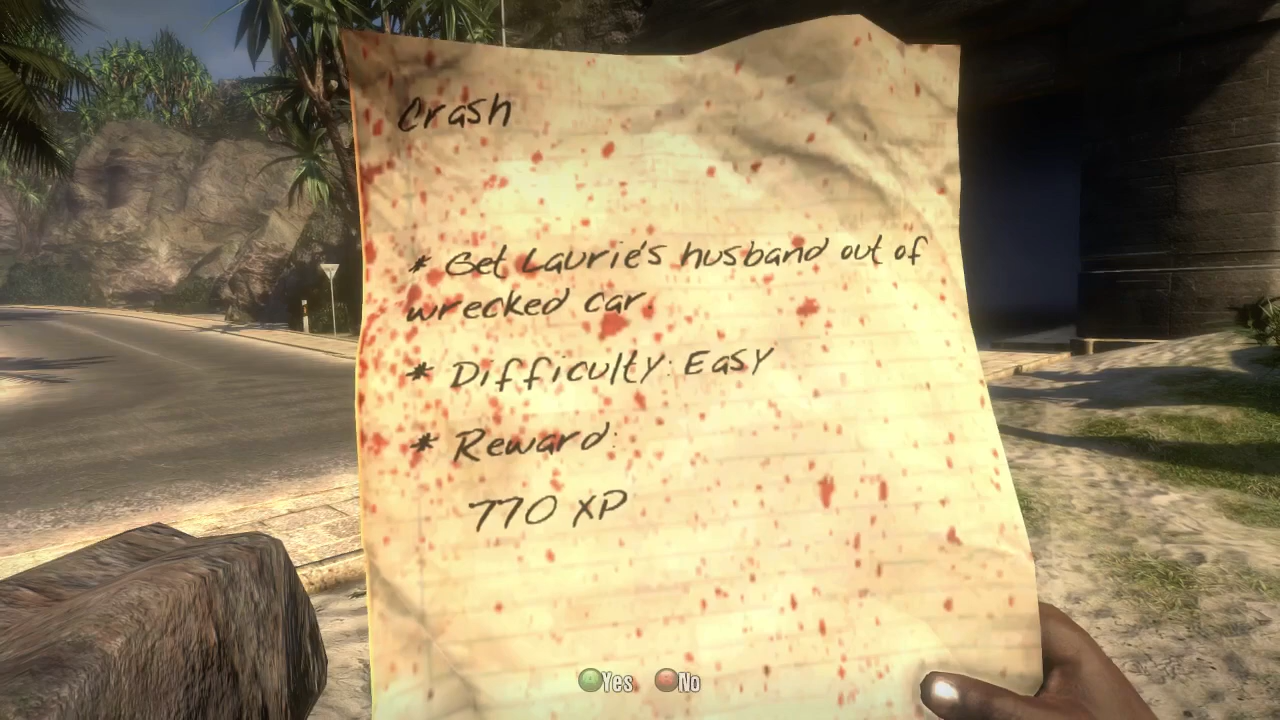 Crash
* Get Laurie's husband out of
wrecked car.
* Difficulty: Easy
* Reward:
770 XP
Yes No